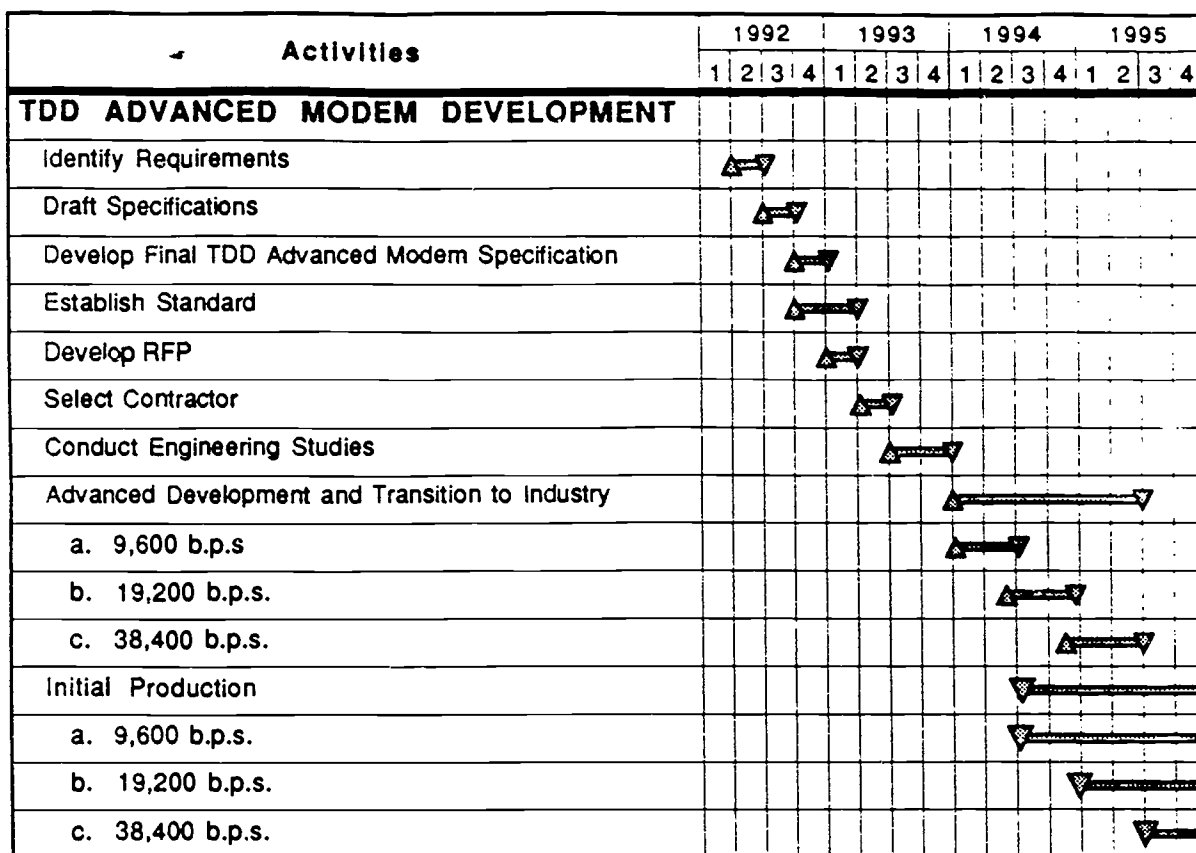 Activities
1992 1993 1994 1995
1 2 3 4 1 2 3 4 1 2 3 4 1 2 3 4
TDD ADVANCED MODEM DEVELOPMENT
Identify Requirements
Draft Specifications
Develop Final TDD Advanced Modem Specification
Establish Standard
Develop RFP
Select Contractor
Conduct Engineering Studies
Advanced Development and Transition to Industry
a. 9,600 b.p.s
b. 19,200 b.p.s.
c. 38,400 b.p.s.
Initial Production
a. 9,600 b.p.s.
b. 19,200 b.p.s.
c. 38,400 b.p.s.